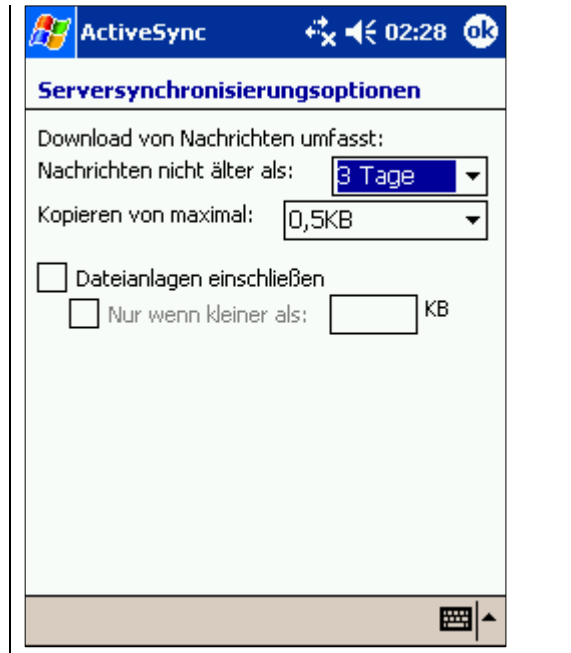 ActiveSync 02:28 ok
Serversynchronisierungsoptionen
Download von Nachrichten umfasst:
Nachrichten nicht älter als: 3 Tage
Kopieren von maximal: 0,5KB
Dateianlagen einschließen
Nur wenn kleiner als: KB